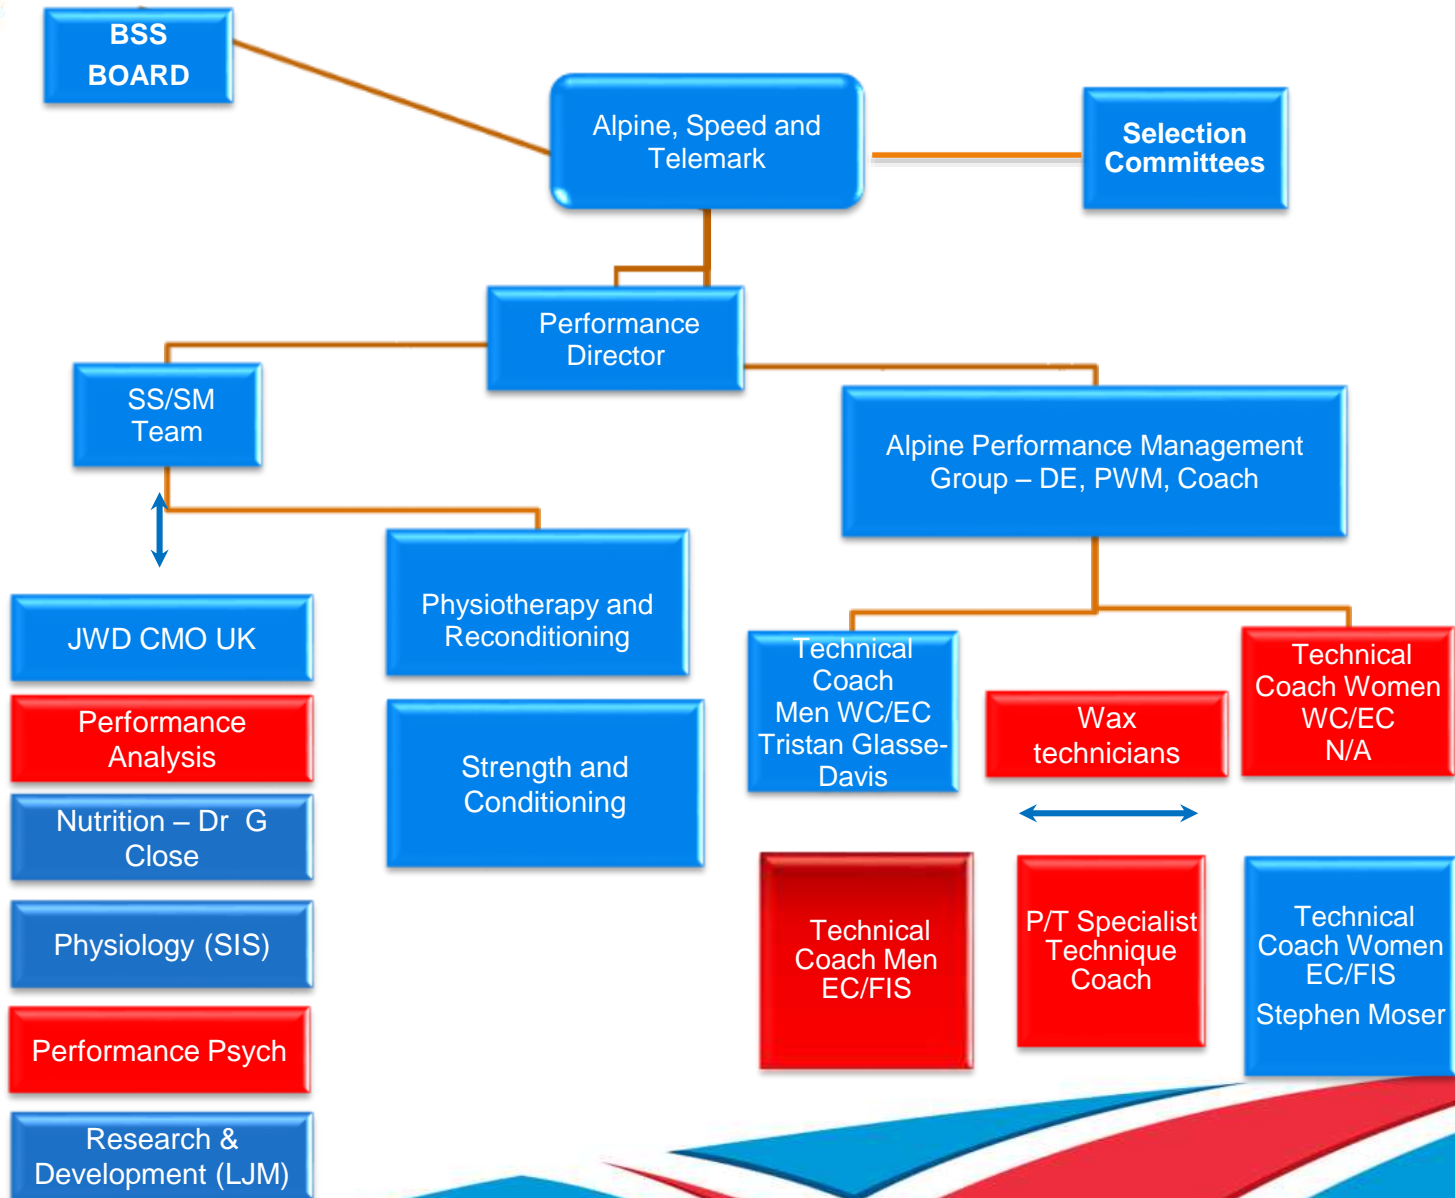 BSS
BOARD
Alpine, Speed and
Telemark
Selection
Committees
Performance
Director
SS/SM
Team
Alpine Performance Management
Group – DE, PWM, Coach
Physiotherapy and
Reconditioning
Strength and
Conditioning
JWD CMO UK
Performance
Analysis
Nutrition – Dr G
Close
Physiology (SIS)
Performance Psych
Research &
Development (LJM)
Technical
Coach
Men WC/EC
Tristan Glasse-
Davis
Wax
technicians
Technical
Coach Women
WC/EC
N/A
Technical
Coach Men
EC/FIS
P/T Specialist
Technique
Coach
Technical
Coach Women
EC/FIS
Stephen Moser